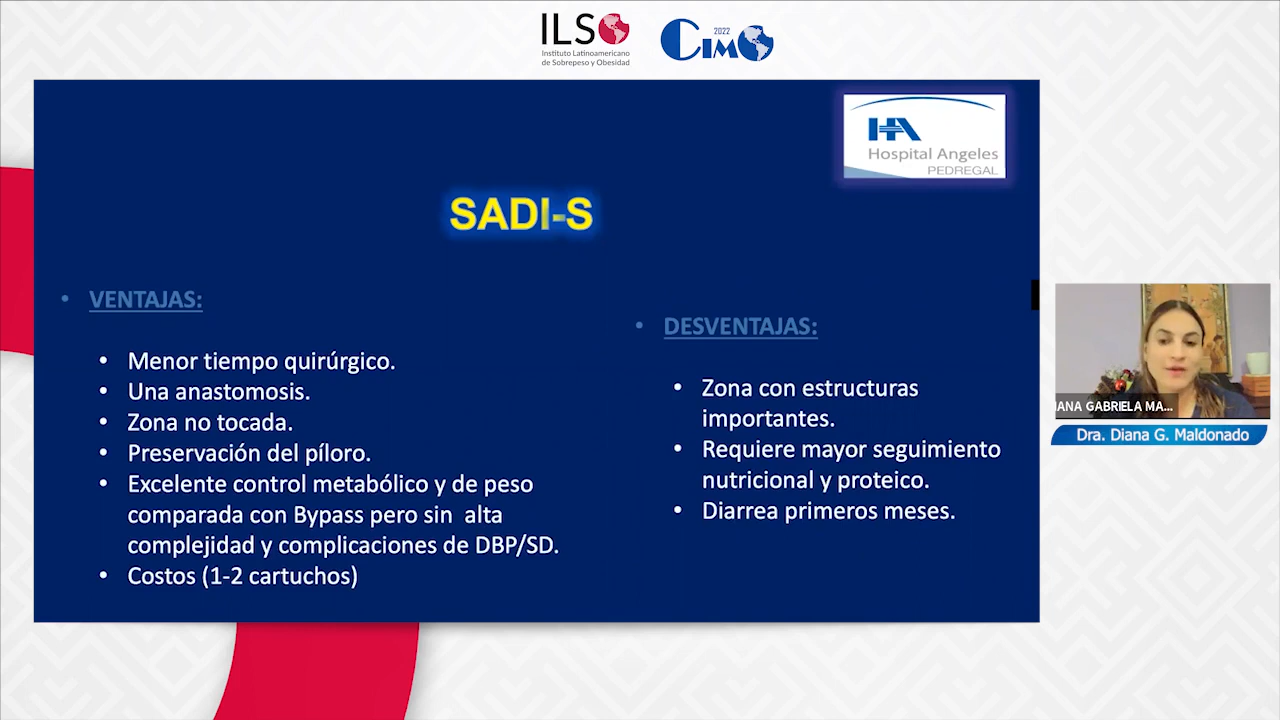 ILSO
Instituto Latinoamericano
de Sobrepeso y Obesidad
2022
CIMO
HA
Hospital Angeles
PEDREGAL
SADI-S
• VENTAJAS:
• Menor tiempo quirúrgico.
• Una anastomosis.
• Zona no tocada.
• Preservación del píloro.
• Excelente control metabólico y de peso
comparada con Bypass pero sin alta
complejidad y complicaciones de DBP/SD.
• Costos (1-2 cartuchos)
• DESVENTAJAS:
• Zona con estructuras
importantes.
• Requiere mayor seguimiento
nutricional y proteico.
• Diarrea primeros meses.
IANA GABRIELA MA...
Dra. Diana G. Maldonado